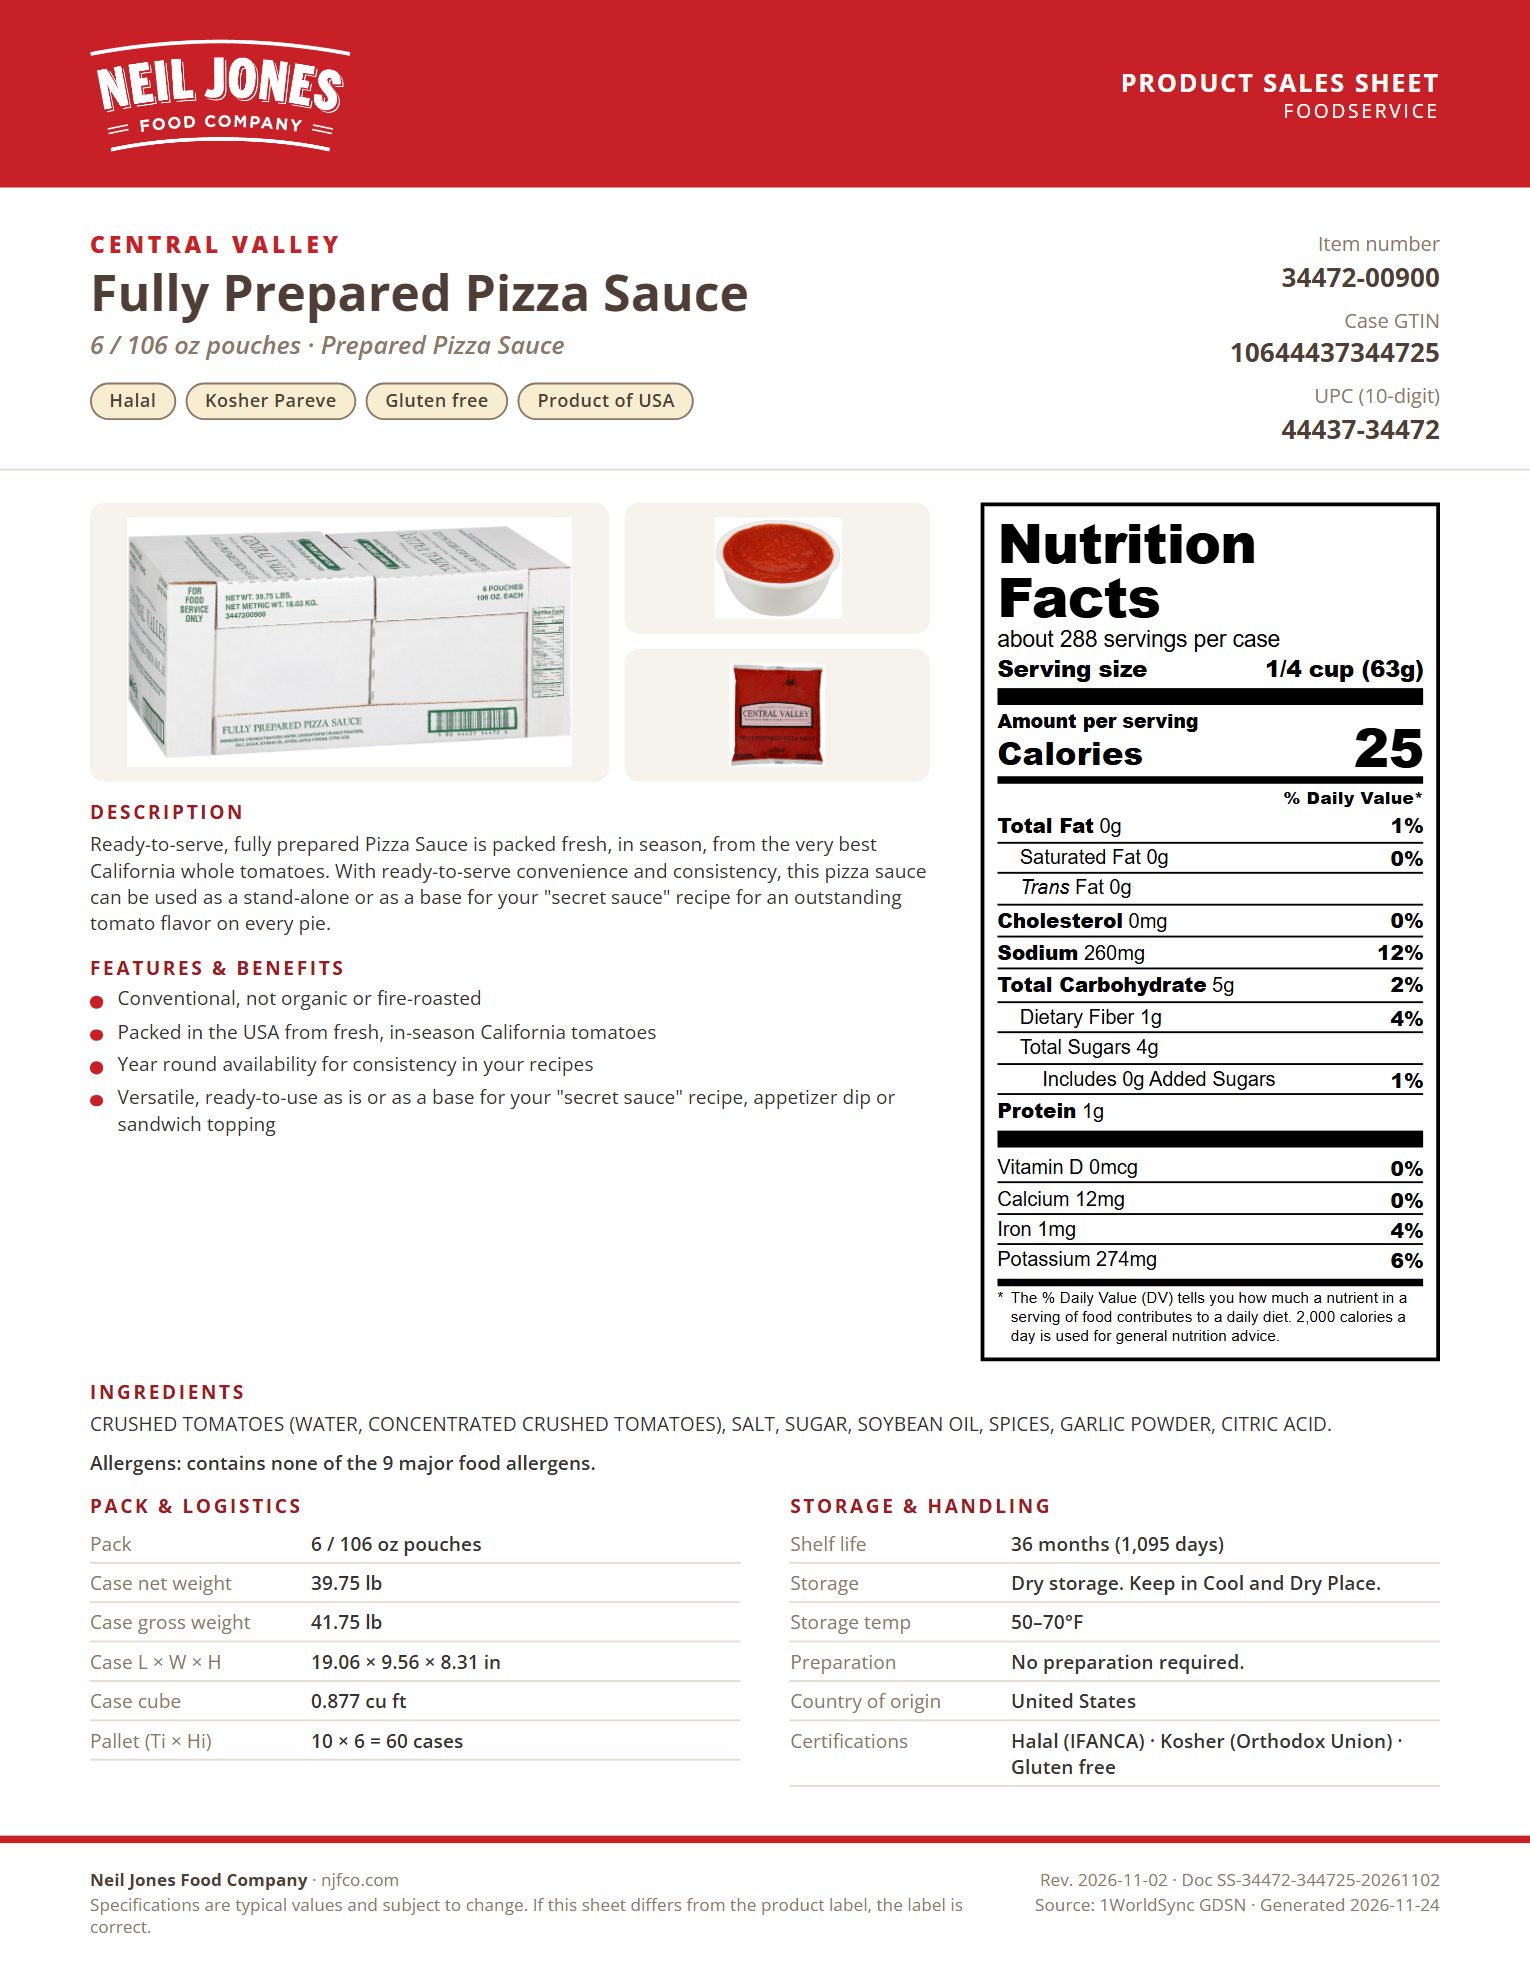 NEIL JONES
FOOD COMPANY
PRODUCT SALES SHEET
FOODSERVICE
CENTRAL VALLEY
Fully Prepared Pizza Sauce
6 / 106 oz pouches · Prepared Pizza Sauce
Halal
Kosher Pareve
Gluten free
Product of USA
Item number
34472-00900
Case GTIN
10644437344725
UPC (10-digit)
44437-34472
FOR
FOOD
SERVICE
ONLY
NET WT. 39.75 LBS.
NET METRIC WT. 18.03 KG.
3447200900
6 POUCHES
106 OZ. EACH
FULLY PREPARED PIZZA SAUCE
CENTRAL VALLEY
FULLY PREPARED PIZZA SAUCE
DESCRIPTION
Ready-to-serve, fully prepared Pizza Sauce is packed fresh, in season, from the very best
California whole tomatoes. With ready-to-serve convenience and consistency, this pizza sauce
can be used as a stand-alone or as a base for your "secret sauce" recipe for an outstanding
tomato flavor on every pie.
FEATURES & BENEFITS
Conventional, not organic or fire-roasted
Packed in the USA from fresh, in-season California tomatoes
Year round availability for consistency in your recipes
Versatile, ready-to-use as is or as a base for your "secret sauce" recipe, appetizer dip or
sandwich topping
Nutrition
Facts
about 288 servings per case
Serving size 1/4 cup (63g)
Amount per serving
Calories 25
% Daily Value*
Total Fat 0g 1%
Saturated Fat 0g 0%
Trans Fat 0g
Cholesterol 0mg 0%
Sodium 260mg 12%
Total Carbohydrate 5g 2%
Dietary Fiber 1g 4%
Total Sugars 4g
Includes 0g Added Sugars 1%
Protein 1g
Vitamin D 0mcg 0%
Calcium 12mg 0%
Iron 1mg 4%
Potassium 274mg 6%
* The % Daily Value (DV) tells you how much a nutrient in a
serving of food contributes to a daily diet. 2,000 calories a
day is used for general nutrition advice.
INGREDIENTS
CRUSHED TOMATOES (WATER, CONCENTRATED CRUSHED TOMATOES), SALT, SUGAR, SOYBEAN OIL, SPICES, GARLIC POWDER, CITRIC ACID.
Allergens: contains none of the 9 major food allergens.
PACK & LOGISTICS
Pack 6 / 106 oz pouches
Case net weight 39.75 lb
Case gross weight 41.75 lb
Case L × W × H 19.06 × 9.56 × 8.31 in
Case cube 0.877 cu ft
Pallet (Ti × Hi) 10 × 6 = 60 cases
STORAGE & HANDLING
Shelf life 36 months (1,095 days)
Storage Dry storage. Keep in Cool and Dry Place.
Storage temp 50–70°F
Preparation No preparation required.
Country of origin United States
Certifications Halal (IFANCA) · Kosher (Orthodox Union) ·
Gluten free
Neil Jones Food Company · njfco.com
Specifications are typical values and subject to change. If this sheet differs from the product label, the label is
correct.
Rev. 2026-11-02 · Doc SS-34472-344725-20261102
Source: 1WorldSync GDSN · Generated 2026-11-24